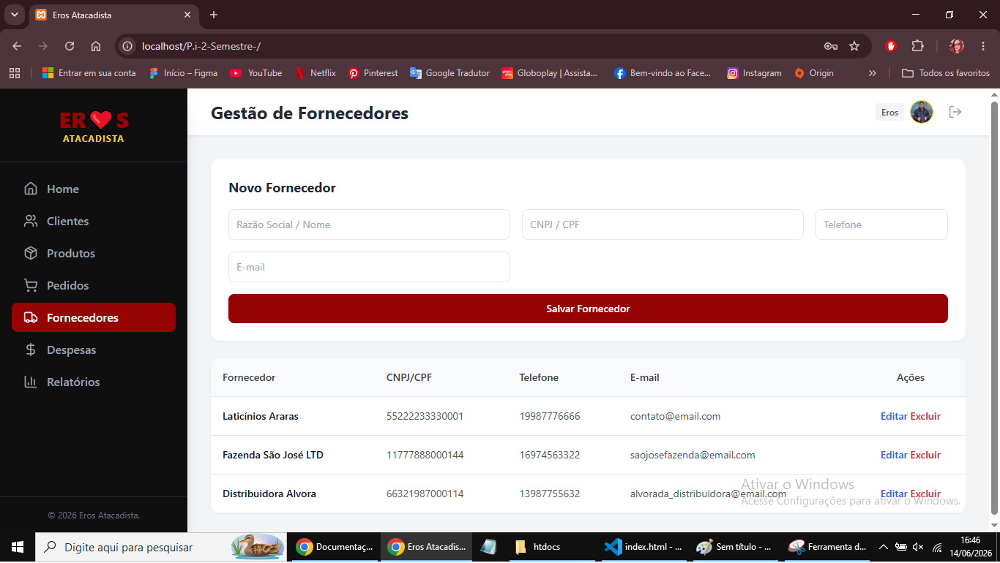 Eros Atacadista
localhost/P.i-2-Semestre-/
Entrar em sua conta
Início – Figma
YouTube
Netflix
Pinterest
Google Tradutor
Globoplay | Assista...
Bem-vindo ao Face...
Instagram
Origin
Todos os favoritos
EROS
ATACADISTA
Gestão de Fornecedores
Eros
Home
Clientes
Produtos
Pedidos
Fornecedores
Despesas
Relatórios
© 2026 Eros Atacadista.
Novo Fornecedor
Razão Social / Nome
CNPJ / CPF
Telefone
E-mail
Salvar Fornecedor
Fornecedor CNPJ/CPF Telefone E-mail Ações
Laticínios Araras 55222233330001 19987776666 contato@email.com Editar Excluir
Fazenda São José LTD 11777888000144 16974563322 saojosefazenda@email.com Editar Excluir
Distribuidora Alvora 66321987000114 13987755632 alvorada_distribuidora@email.com Editar Excluir
Ativar o Windows
Acesse Configurações para ativar o Windows.
Digite aqui para pesquisar
Documentaç...
Eros Atacadis...
htdocs
index.html - ...
Sem título - ...
Ferramenta d...
16:46
14/06/2026